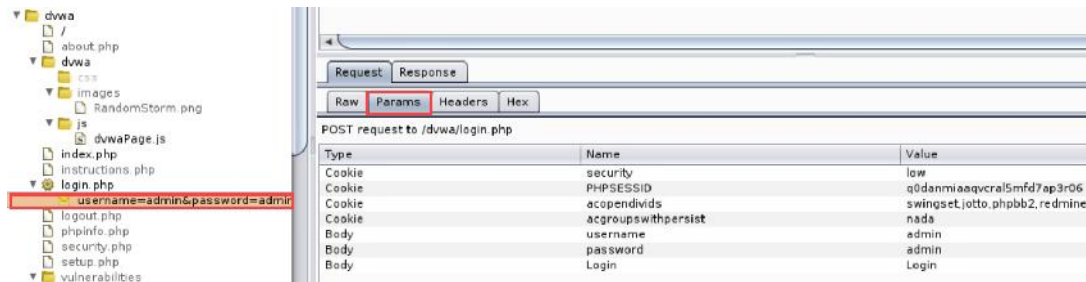 dvwa
/
about.php
dvwa
css
images
RandomStorm.png
js
dvwaPage.js
index.php
instructions.php
login.php
username=admin&password=admin
logout.php
phpinfo.php
security.php
setup.php
vulnerabilities
Request Response
Raw Params Headers Hex
POST request to /dvwa/login.php
Type Name Value
Cookie security low
Cookie PHPSESSID q0danmiaaqvcral5mfd7ap3r06
Cookie acopendivids swingset,jotto,phpbb2,redmine
Cookie acgroupswithpersist nada
Body username admin
Body password admin
Body Login Login